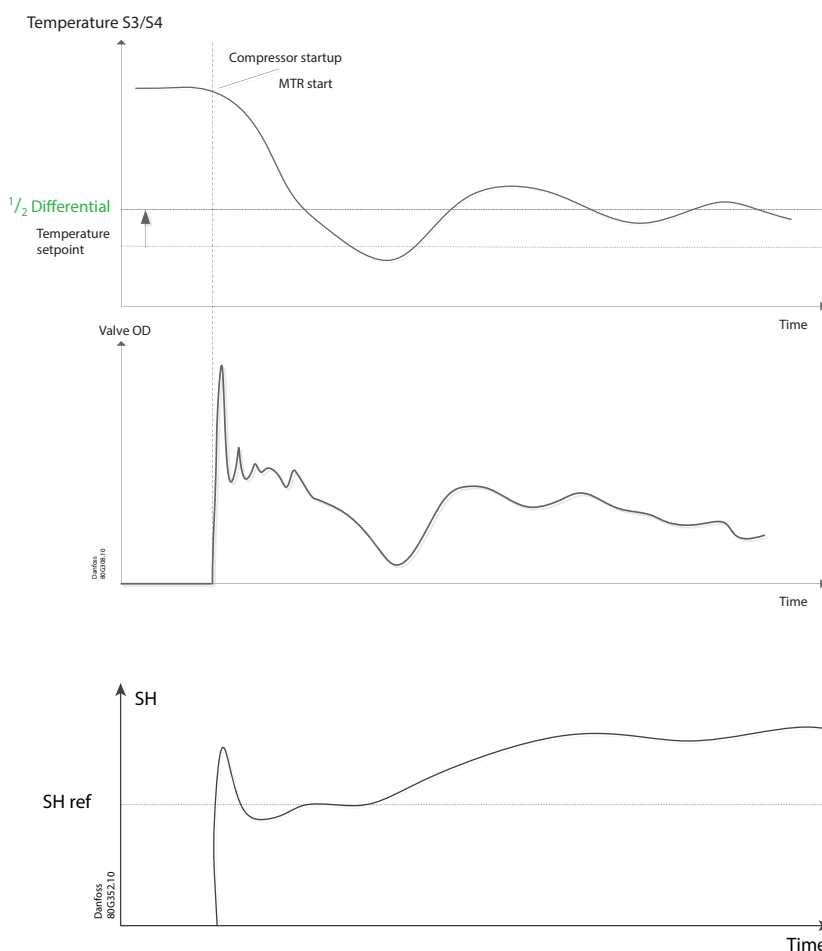 Temperature S3/S4
Compressor startup
MTR start
1/2 Differential
Temperature
setpoint
Time
Valve OD
Danfoss
80G308.10
Time
SH
SH ref
Danfoss
80G352.10
Time